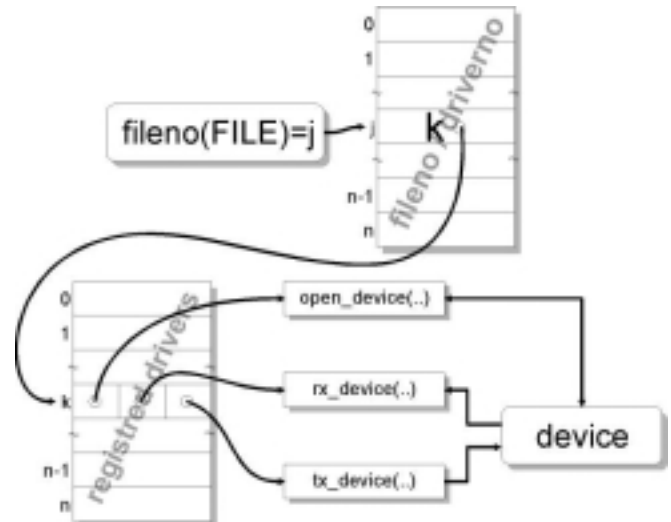 0
1
fileno(FILE)=j
j
k
fileno / driverno
n-1
n
0
1
open_device(..)
registred drivers
k
rx_device(..)
device
n-1
tx_device(..)
n